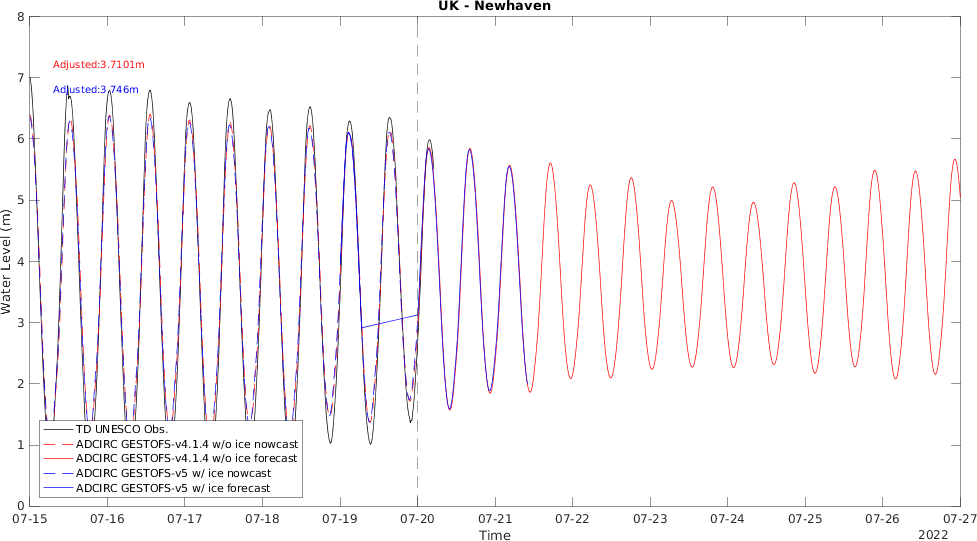 UK - Newhaven
8
7
6
5
4
3
2
1
0
Water Level (m)
Adjusted:3.7101m
Adjusted:3.746m
TD UNESCO Obs.
ADCIRC GESTOFS-v4.1.4 w/o ice nowcast
ADCIRC GESTOFS-v4.1.4 w/o ice forecast
ADCIRC GESTOFS-v5 w/ ice nowcast
ADCIRC GESTOFS-v5 w/ ice forecast
07-15 07-16 07-17 07-18 07-19 07-20 07-21 07-22 07-23 07-24 07-25 07-26 07-27
Time
2022